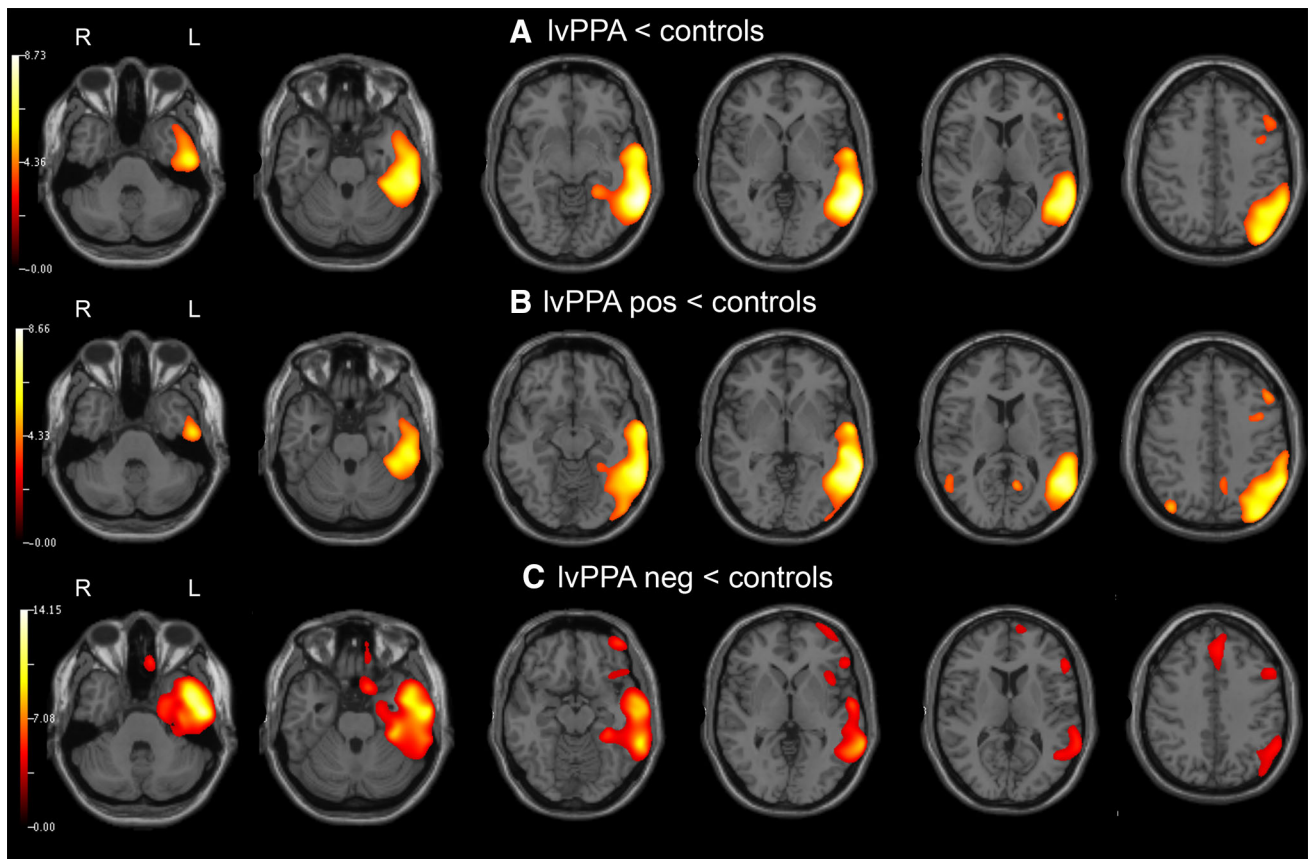 A lvPPA < controls
R L
8.73
4.36
0.00
B lvPPA pos < controls
R L
8.66
4.33
0.00
C lvPPA neg < controls
R L
14.15
7.08
0.00